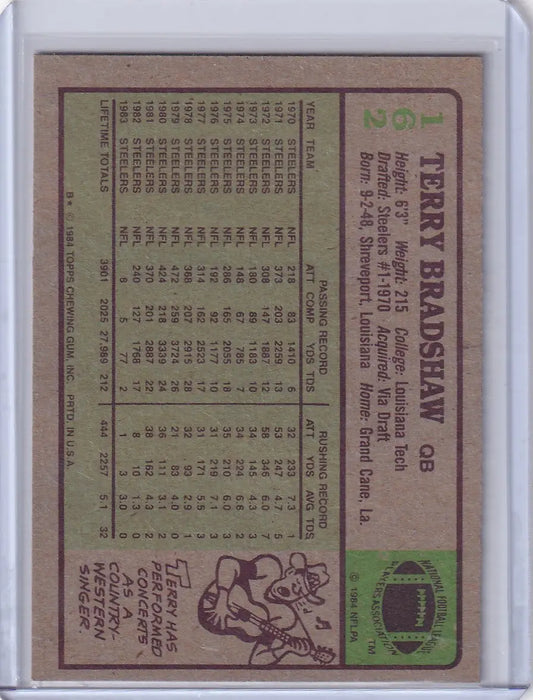 162
TERRY BRADSHAW QB
Height: 6'3" Weight: 215 College: Louisiana Tech
Drafted: Steelers #1-1970 Acquired: Via Draft
Born: 9-2-48, Shreveport, Louisiana Home: Grand Cane, La.
NATIONAL FOOTBALL LEAGUE
PLAYERS ASSOCIATION
TM
© 1984 NFLPA
PASSING RECORD RUSHING RECORD
YEAR TEAM ATT COMP YDS TDS ATT YDS AVG TDS
1970 STEELERS NFL 218 83 1410 6 32 233 7.3 1
1971 STEELERS NFL 373 203 2259 13 53 247 4.7 5
1972 STEELERS NFL 308 147 1887 12 58 346 6.0 7
1973 STEELERS NFL 180 89 1183 10 34 145 4.3 3
1974 STEELERS NFL 148 67 785 7 34 224 6.6 2
1975 STEELERS NFL 286 165 2055 18 35 210 6.0 3
1976 STEELERS NFL 192 92 1177 10 31 219 7.1 3
1977 STEELERS NFL 314 162 2523 17 31 171 5.5 3
1978 STEELERS NFL 368 207 2915 28 32 93 2.9 1
1979 STEELERS NFL 472 259 3724 26 21 83 4.0 0
1980 STEELERS NFL 424 218 3339 24 36 111 3.1 2
1981 STEELERS NFL 370 201 2887 22 38 162 4.3 2
1982 STEELERS NFL 240 127 1768 17 8 10 1.3 0
1983 STEELERS NFL 8 5 77 2 1 3 3.0 0
LIFETIME TOTALS 3901 2025 27,989 212 444 2257 5.1 32
TERRY HAS
PERFORMED
CONCERTS
AS A
COUNTRY-
WESTERN
SINGER.
B* © 1984 TOPPS CHEWING GUM, INC. PRTD. IN U.S.A.